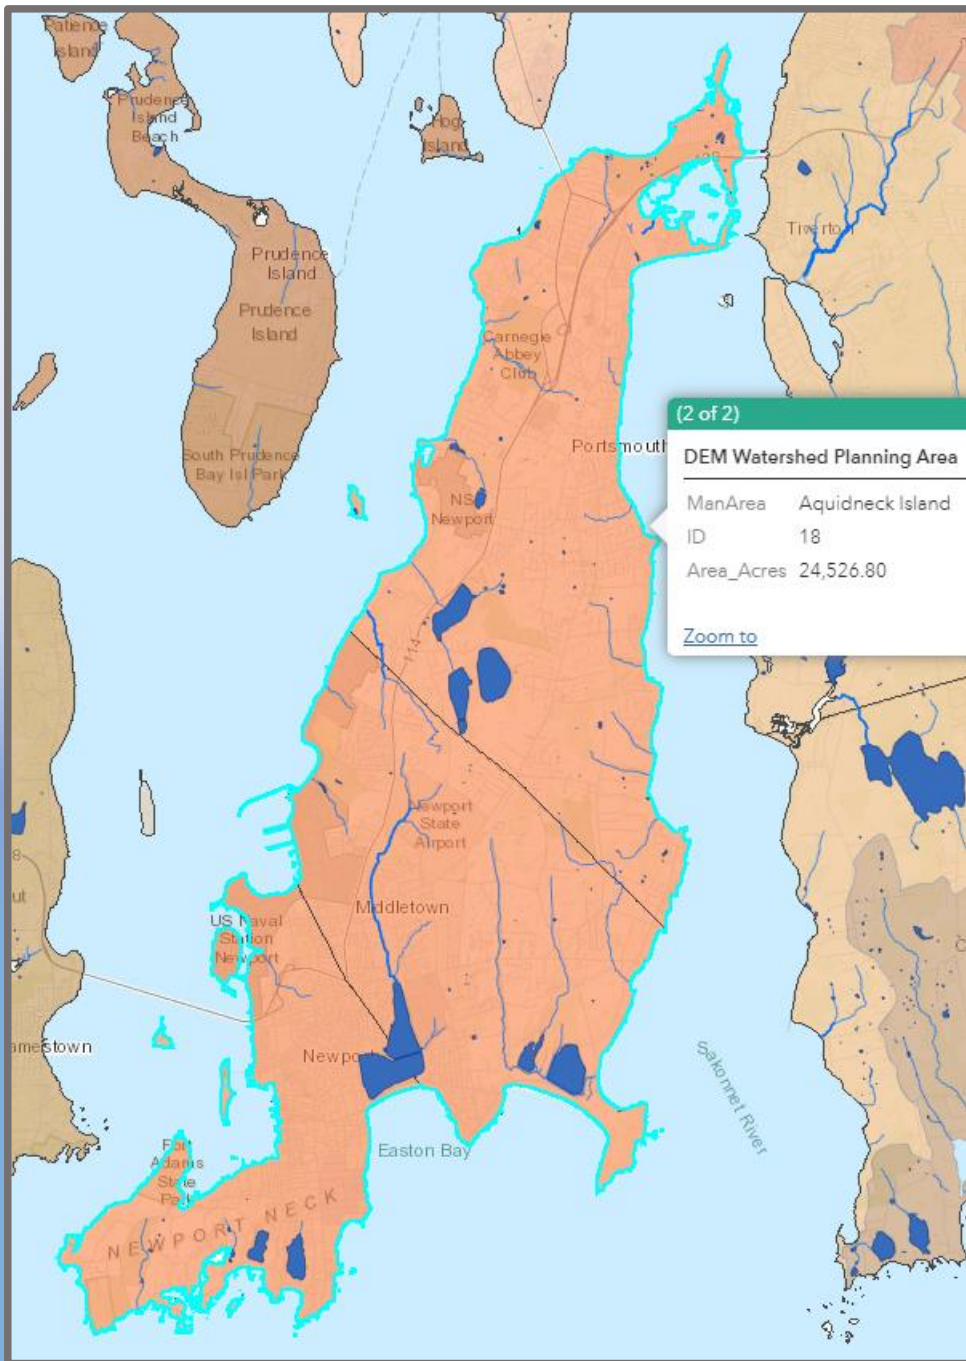 Patience
Island
Prudence
Island
Beach
Hog
Island
Tiverton
Prudence
Island
Prudence
Island
Carnegie
Abbey
Club
(2 of 2)
DEM Watershed Planning Area
ManArea Aquidneck Island
ID 18
Area_Acres 24,526.80
Zoom to
Portsmouth
South Prudence
Bay Isl Park
NS
Newport
114
Newport
State
Airport
Middletown
US Naval
Station
Newport
Newport
amestown
Sakonnet River
Easton Bay
Fort
Adams
State
Park
NEWPORT NECK